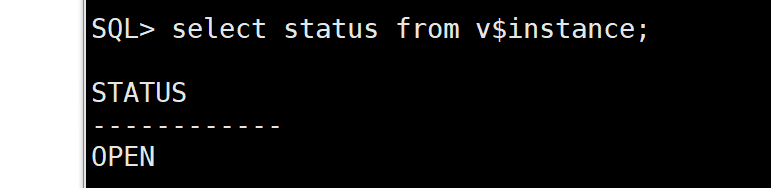 SQL> select status from v$instance;
STATUS
------------
OPEN